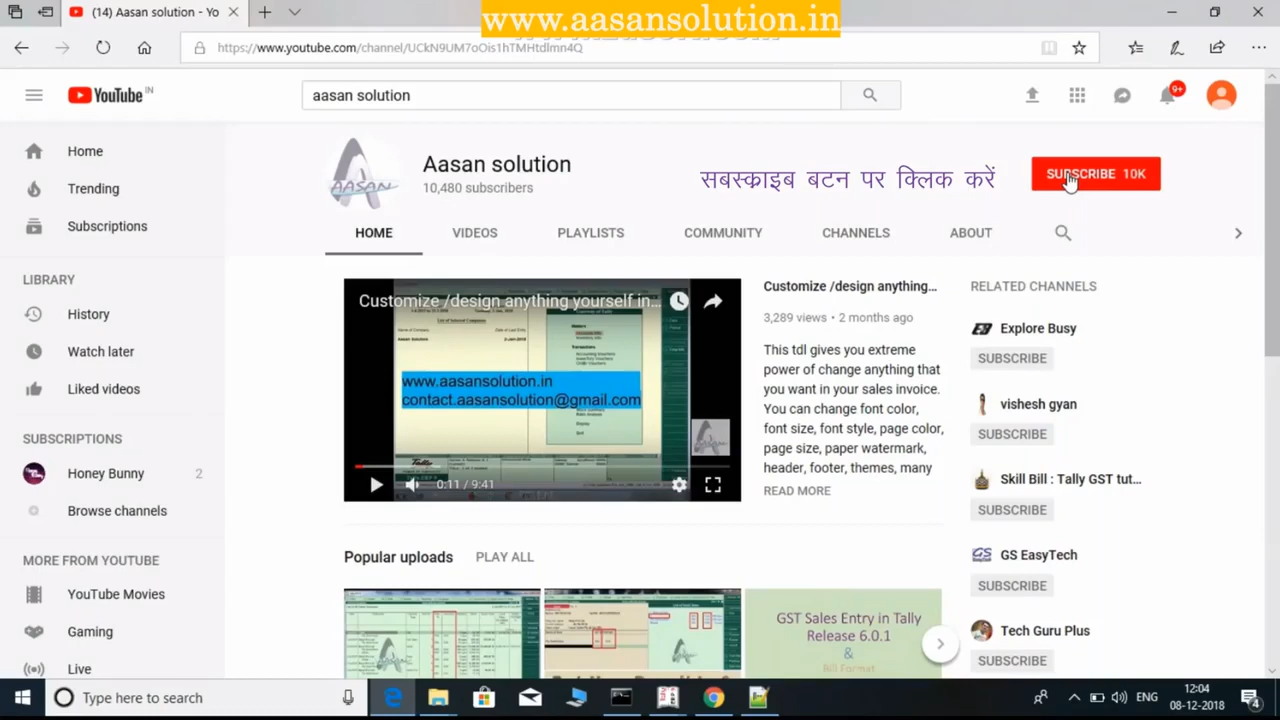 (14) Aasan solution - Yo
www.aasansolution.in
https://www.youtube.com/channel/UCkN9UM7oOis1hTMHtdlmn4Q
YouTube IN
aasan solution
9+
Home
Trending
Subscriptions
LIBRARY
History
Watch later
Liked videos
SUBSCRIPTIONS
Honey Bunny 2
Browse channels
MORE FROM YOUTUBE
YouTube Movies
Gaming
Live
AASAN
Aasan solution
10,480 subscribers
सबस्क्राइब बटन पर क्लिक करें
SUBSCRIBE 10K
HOME VIDEOS PLAYLISTS COMMUNITY CHANNELS ABOUT
Customize /design anything yourself in...
www.aasansolution.in
contact.aasansolution@gmail.com
0:11 / 9:41
Customize /design anything...
3,289 views • 2 months ago
This tdl gives you extreme
power of change anything that
you want in your sales invoice.
You can change font color,
font size, font style, page color,
page size, paper watermark,
header, footer, themes, many
READ MORE
RELATED CHANNELS
Explore Busy
SUBSCRIBE
vishesh gyan
SUBSCRIBE
Skill Bill : Tally GST tut...
SUBSCRIBE
GS EasyTech
SUBSCRIBE
Tech Guru Plus
SUBSCRIBE
Popular uploads PLAY ALL
GST Sales Entry in Tally
Release 6.0.1
&
Bill Format
Type here to search
ENG
12:04
08-12-2018
4